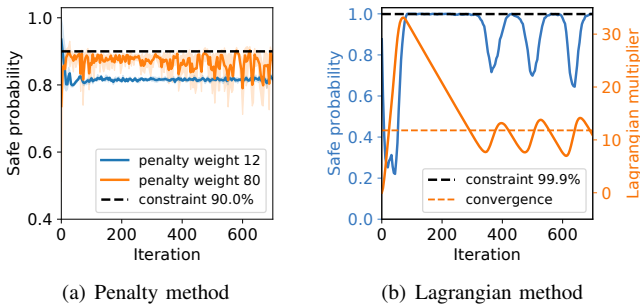 Safe probability
1.0
0.8
0.6
0.4
penalty weight 12
penalty weight 80
constraint 90.0%
0
200
400
600
Iteration
(a) Penalty method
Safe probability
1.0
0.8
0.6
0.4
0.2
0.0
constraint 99.9%
convergence
30
20
10
0
Lagrangian multiplier
0
200
400
600
Iteration
(b) Lagrangian method